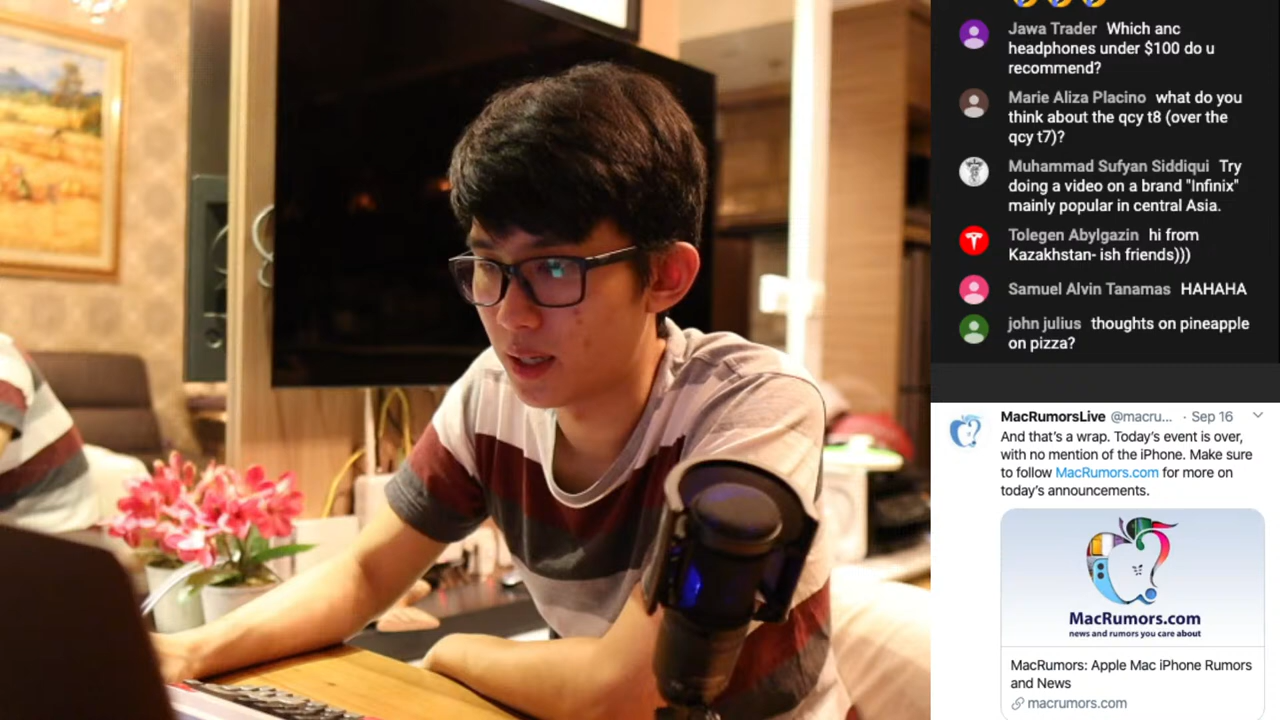 Jawa Trader Which anc
headphones under $100 do u
recommend?
Marie Aliza Placino what do you
think about the qcy t8 (over the
qcy t7)?
Muhammad Sufyan Siddiqui Try
doing a video on a brand "Infinix"
mainly popular in central Asia.
Tolegen Abylgazin hi from
Kazakhstan- ish friends)))
Samuel Alvin Tanamas HAHAHA
john julius thoughts on pineapple
on pizza?
MacRumorsLive @macru... · Sep 16
And that's a wrap. Today's event is over,
with no mention of the iPhone. Make sure
to follow MacRumors.com for more on
today's announcements.
MacRumors.com
news and rumors you care about
MacRumors: Apple Mac iPhone Rumors
and News
macrumors.com